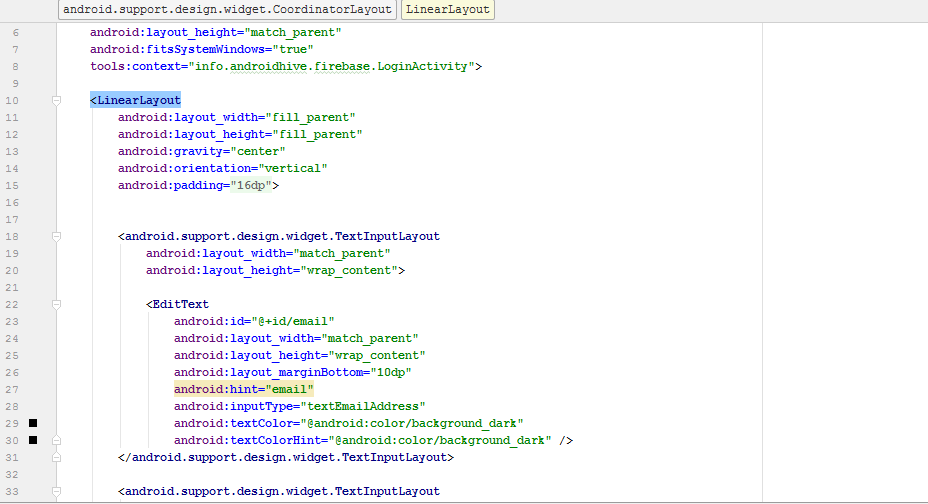 android.support.design.widget.CoordinatorLayout LinearLayout
6 android:layout_height="match_parent"
7 android:fitsSystemWindows="true"
8 tools:context="info.androidhive.firebase.LoginActivity">
9
10 <LinearLayout
11 android:layout_width="fill_parent"
12 android:layout_height="fill_parent"
13 android:gravity="center"
14 android:orientation="vertical"
15 android:padding="16dp">
16
17
18 <android.support.design.widget.TextInputLayout
19 android:layout_width="match_parent"
20 android:layout_height="wrap_content">
21
22 <EditText
23 android:id="@+id/email"
24 android:layout_width="match_parent"
25 android:layout_height="wrap_content"
26 android:layout_marginBottom="10dp"
27 android:hint="email"
28 android:inputType="textEmailAddress"
29 android:textColor="@android:color/background_dark"
30 android:textColorHint="@android:color/background_dark" />
31 </android.support.design.widget.TextInputLayout>
32
33 <android.support.design.widget.TextInputLayout